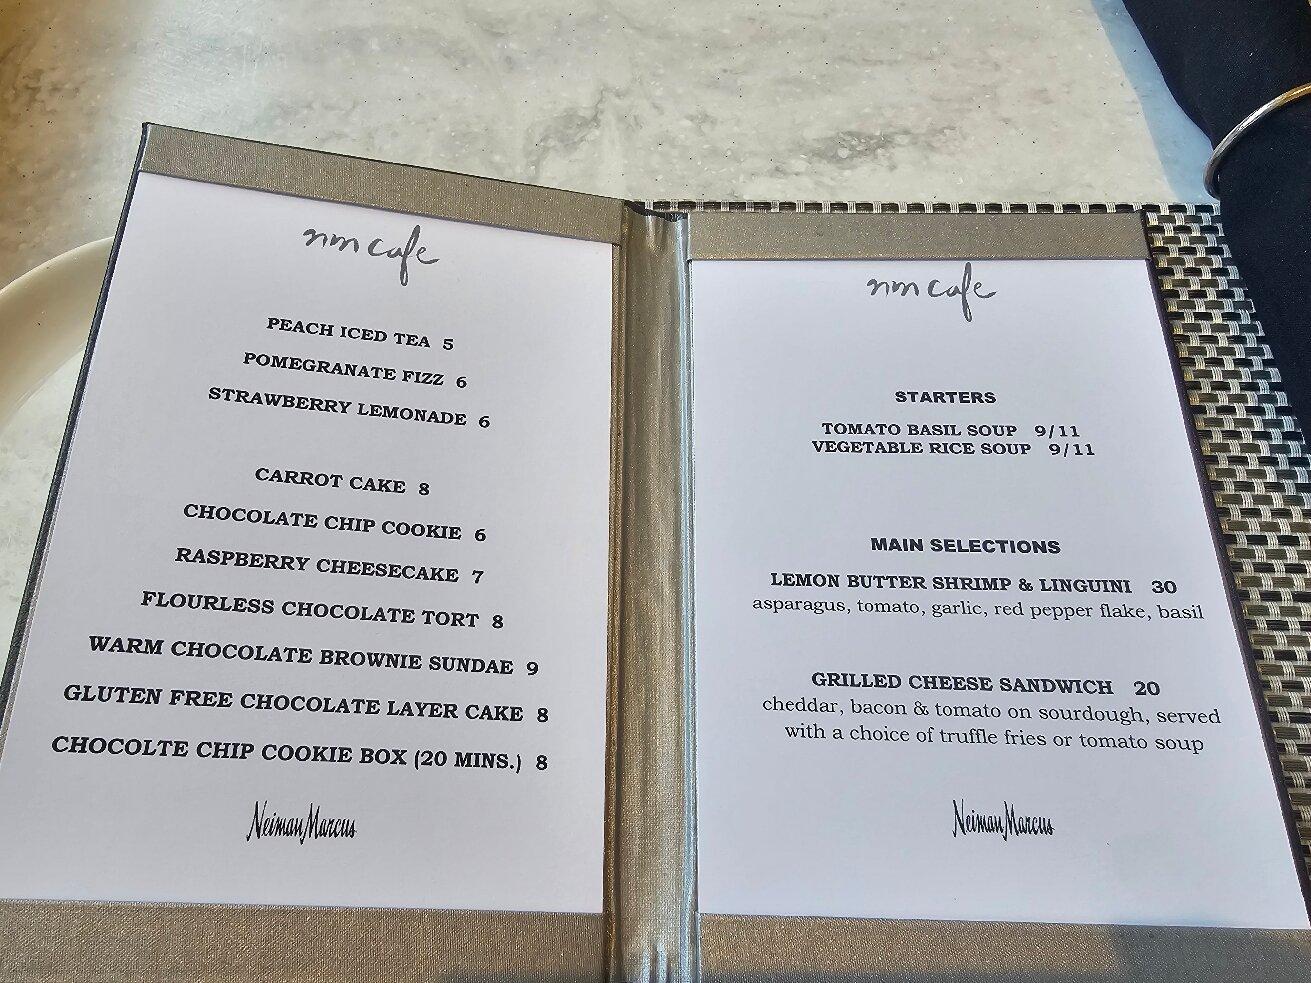 nm cafe
PEACH ICED TEA 5
POMEGRANATE FIZZ 6
STRAWBERRY LEMONADE 6
CARROT CAKE 8
CHOCOLATE CHIP COOKIE 6
RASPBERRY CHEESECAKE 7
FLOURLESS CHOCOLATE TORT 8
WARM CHOCOLATE BROWNIE SUNDAE 9
GLUTEN FREE CHOCOLATE LAYER CAKE 8
CHOCOLTE CHIP COOKIE BOX (20 MINS.) 8
Neiman Marcus
nm cafe
STARTERS
TOMATO BASIL SOUP 9/11
VEGETABLE RICE SOUP 9/11
MAIN SELECTIONS
LEMON BUTTER SHRIMP & LINGUINI 30
asparagus, tomato, garlic, red pepper flake, basil
GRILLED CHEESE SANDWICH 20
cheddar, bacon & tomato on sourdough, served
with a choice of truffle fries or tomato soup
Neiman Marcus